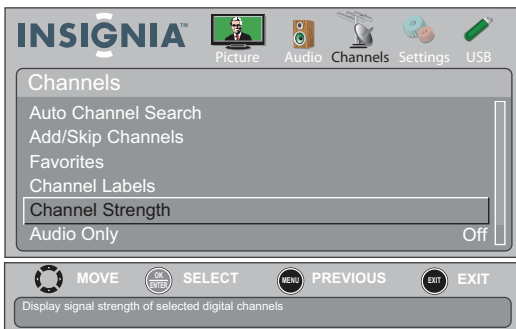 INSIGNIA™
Picture Audio Channels Settings USB
Channels
Auto Channel Search
Add/Skip Channels
Favorites
Channel Labels
Channel Strength
Audio Only Off
MOVE OK ENTER SELECT MENU PREVIOUS EXIT EXIT
Display signal strength of selected digital channels